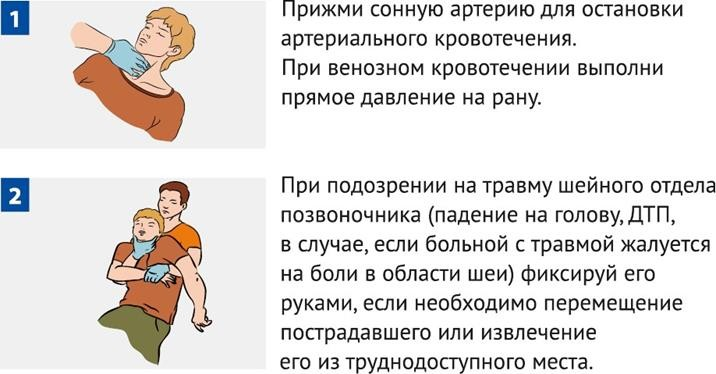 1
Прижми сонную артерию для остановки
артериального кровотечения.
При венозном кровотечении выполни
прямое давление на рану.
2
При подозрении на травму шейного отдела
позвоночника (падение на голову, ДТП,
в случае, если больной с травмой жалуется
на боли в области шеи) фиксируй его
руками, если необходимо перемещение
пострадавшего или извлечение
его из труднодоступного места.